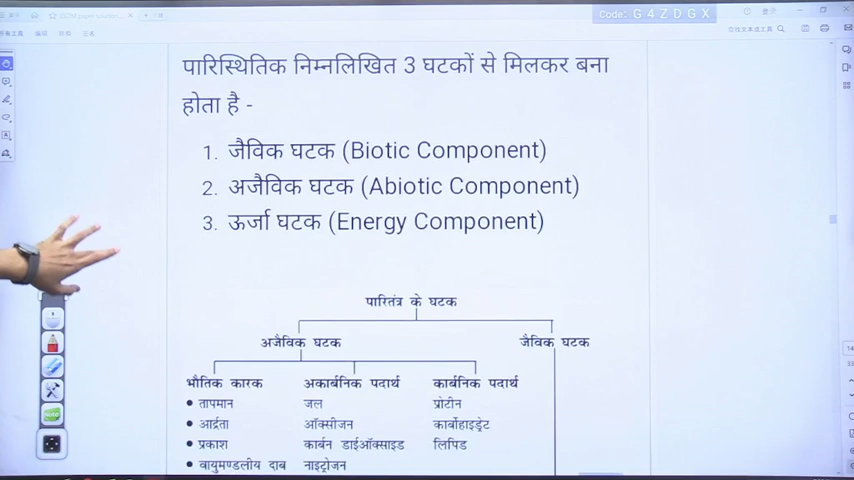 Code: G 4 Z D G X
पारिस्थितिक निम्नलिखित 3 घटकों से मिलकर बना
होता है -
1. जैविक घटक (Biotic Component)
2. अजैविक घटक (Abiotic Component)
3. ऊर्जा घटक (Energy Component)
पारितंत्र के घटक
अजैविक घटक जैविक घटक
भौतिक कारक अकार्बनिक पदार्थ कार्बनिक पदार्थ
• तापमान जल प्रोटीन
• आर्द्रता ऑक्सीजन कार्बोहाइड्रेट
• प्रकाश कार्बन डाईऑक्साइड लिपिड
• वायुमण्डलीय दाब नाइट्रोजन